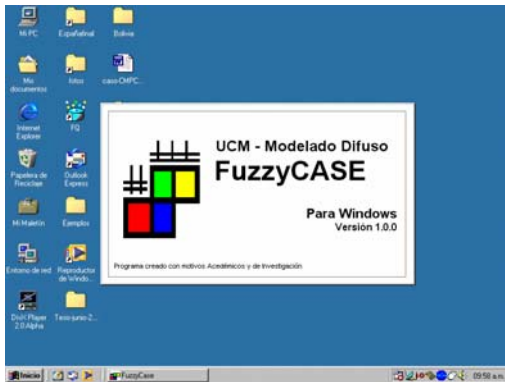 Mi PC
Españafinal
Bolivia
Mis
documentos
fotos
caso-CMPC...
Internet
Explorer
FQ
Papelera de
Reciclaje
Outlook
Express
Mi Maletín
Ejemplos
Entorno de red
Reproductor
de Windo...
DivX Player
2.0 Alpha
Tesis-junio-2...
UCM - Modelado Difuso
FuzzyCASE
Para Windows
Versión 1.0.0
Programa creado con motivos Académicos y de Investigación
Inicio
FuzzyCase
09:58 a.m.